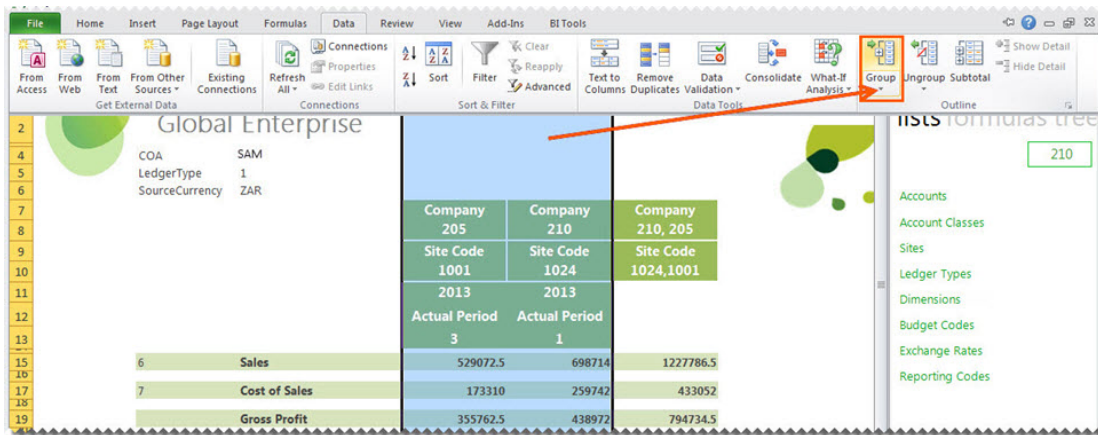 File Home Insert Page Layout Formulas Data Review View Add-Ins BI Tools
From Access
From Web
From Text
From Other Sources
Existing Connections
Get External Data
Refresh All
Connections
Properties
Edit Links
Connections
Sort
Filter
Clear
Reapply
Advanced
Sort & Filter
Text to Columns
Remove Duplicates
Data Validation
Consolidate
What-If Analysis
Data Tools
Group
Ungroup
Subtotal
Show Detail
Hide Detail
Outline
2 Global Enterprise
4 COA SAM
5 LedgerType 1
6 SourceCurrency ZAR
7 Company Company Company
8 205 210 210, 205
9 Site Code Site Code Site Code
10 1001 1024 1024,1001
11 2013 2013
12 Actual Period Actual Period
13 3 1
15 6 Sales 529072.5 698714 1227786.5
16
17 7 Cost of Sales 173310 259742 433052
18
19 Gross Profit 355762.5 438972 794734.5
lists formulas tree
210
Accounts
Account Classes
Sites
Ledger Types
Dimensions
Budget Codes
Exchange Rates
Reporting Codes